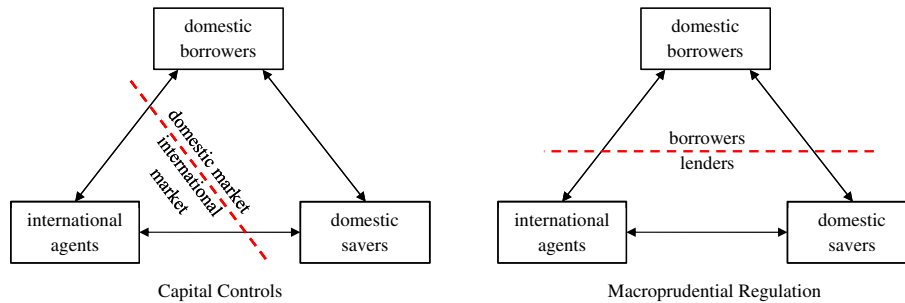 domestic
borrowers
domestic market
international
market
international
agents
domestic
savers
Capital Controls
domestic
borrowers
borrowers
lenders
international
agents
domestic
savers
Macroprudential Regulation